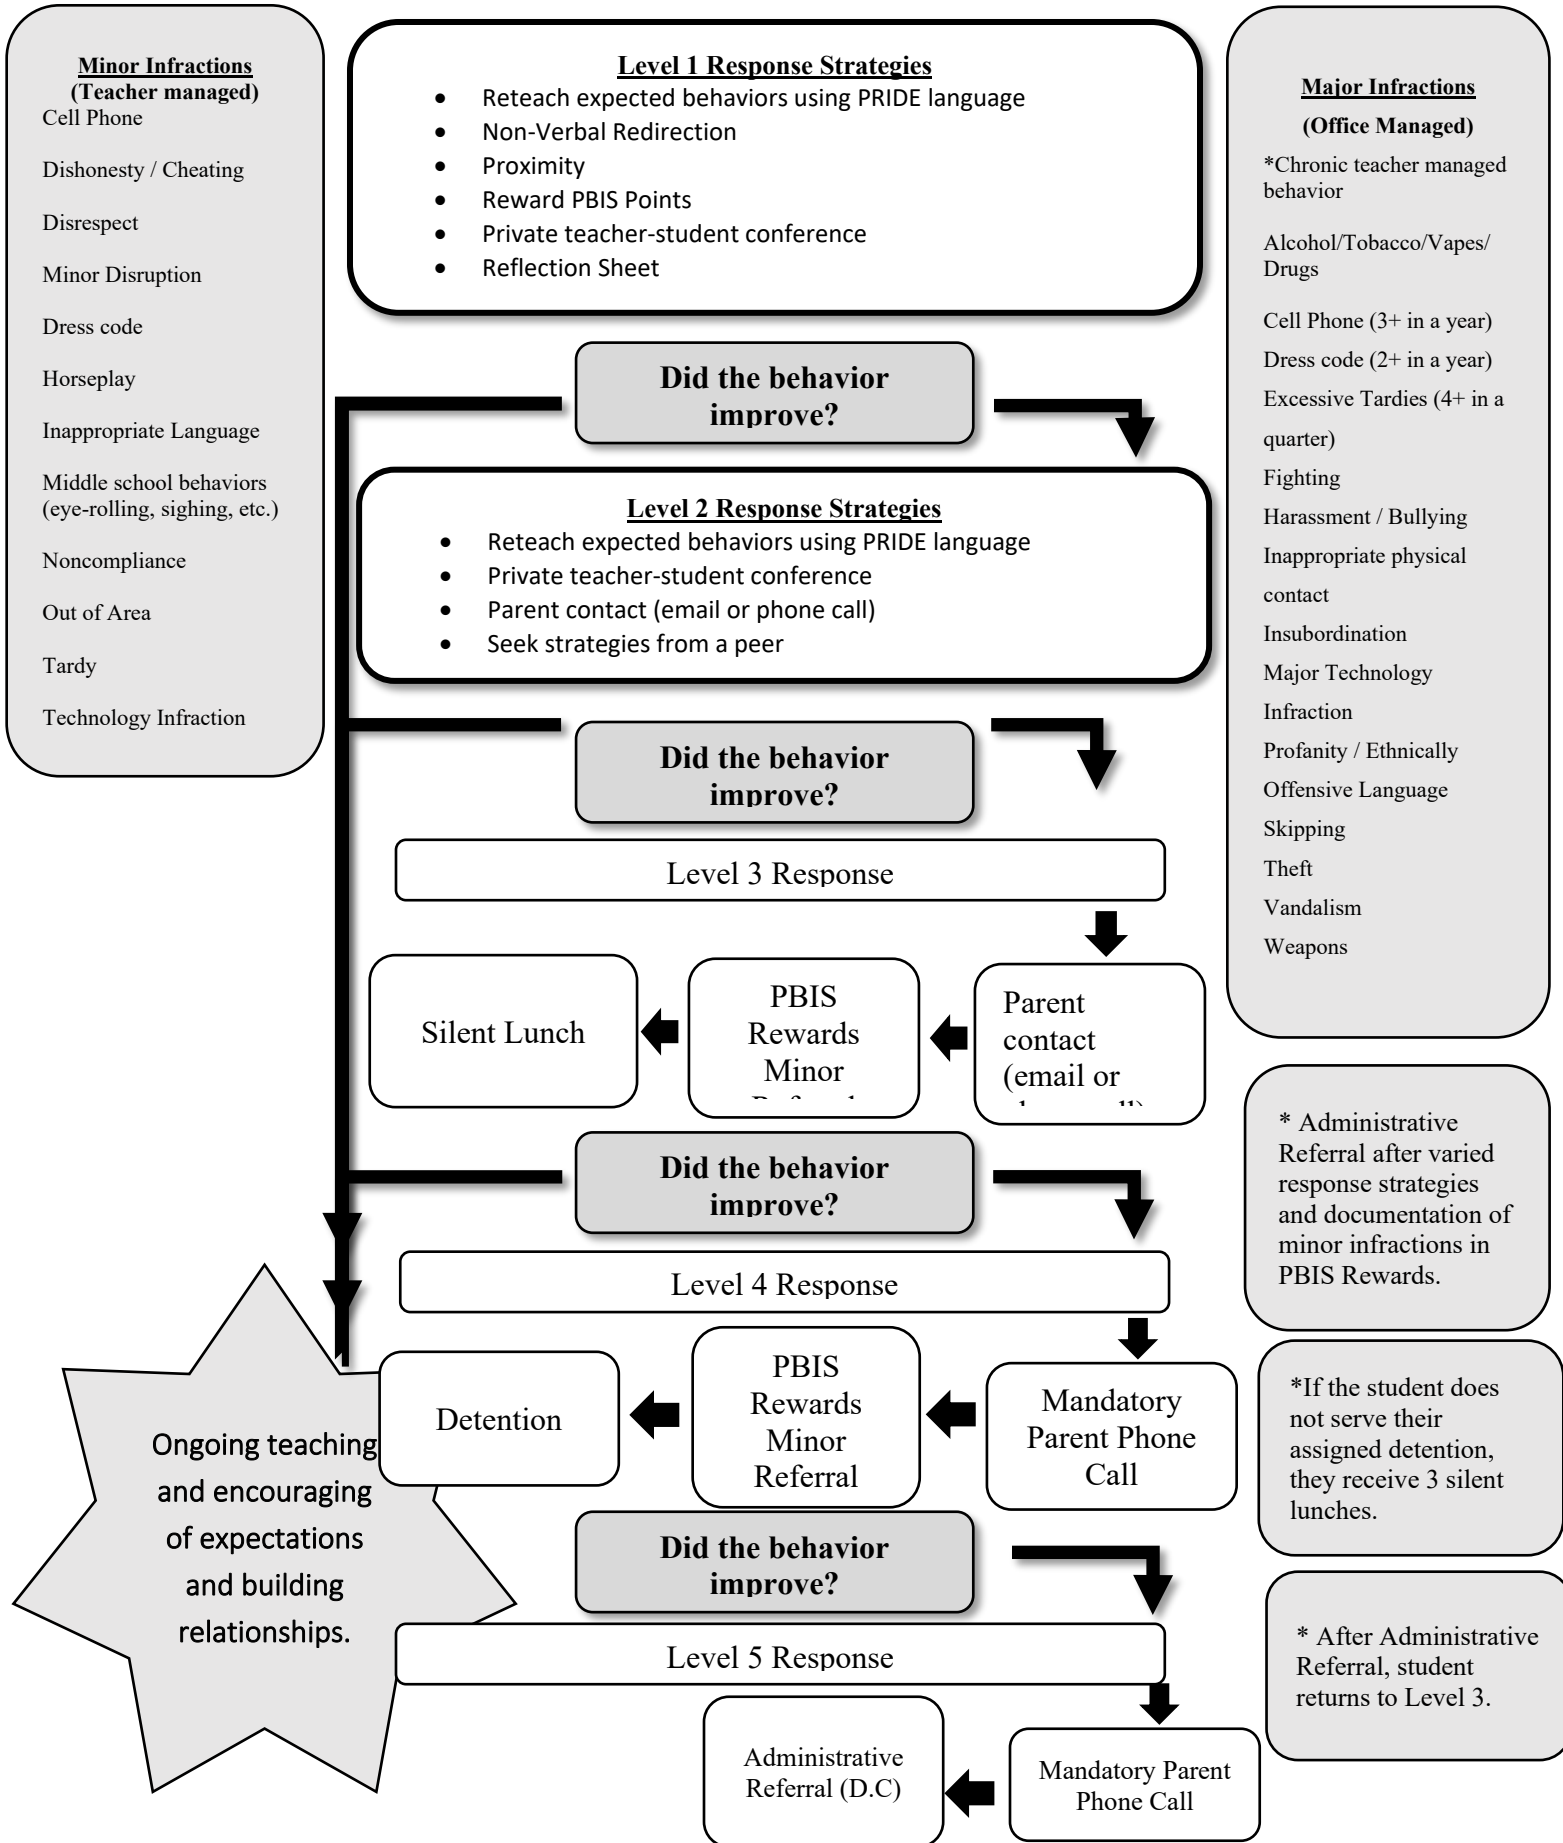 Minor Infractions
(Teacher managed)
Cell Phone
Dishonesty / Cheating
Disrespect
Minor Disruption
Dress code
Horseplay
Inappropriate Language
Middle school behaviors
(eye-rolling, sighing, etc.)
Noncompliance
Out of Area
Tardy
Technology Infraction
Level 1 Response Strategies
• Reteach expected behaviors using PRIDE language
• Non-Verbal Redirection
• Proximity
• Reward PBIS Points
• Private teacher-student conference
• Reflection Sheet
Did the behavior
improve?
Level 2 Response Strategies
• Reteach expected behaviors using PRIDE language
• Private teacher-student conference
• Parent contact (email or phone call)
• Seek strategies from a peer
Did the behavior
improve?
Level 3 Response
Parent
contact
(email or
PBIS
Rewards
Minor
Silent Lunch
Did the behavior
improve?
Level 4 Response
Mandatory
Parent Phone
Call
PBIS
Rewards
Minor
Referral
Detention
Did the behavior
improve?
Level 5 Response
Mandatory Parent
Phone Call
Administrative
Referral (D.C)
Ongoing teaching
and encouraging
of expectations
and building
relationships.
Major Infractions
(Office Managed)
*Chronic teacher managed
behavior
Alcohol/Tobacco/Vapes/
Drugs
Cell Phone (3+ in a year)
Dress code (2+ in a year)
Excessive Tardies (4+ in a
quarter)
Fighting
Harassment / Bullying
Inappropriate physical
contact
Insubordination
Major Technology
Infraction
Profanity / Ethnically
Offensive Language
Skipping
Theft
Vandalism
Weapons
* Administrative
Referral after varied
response strategies
and documentation of
minor infractions in
PBIS Rewards.
*If the student does
not serve their
assigned detention,
they receive 3 silent
lunches.
* After Administrative
Referral, student
returns to Level 3.